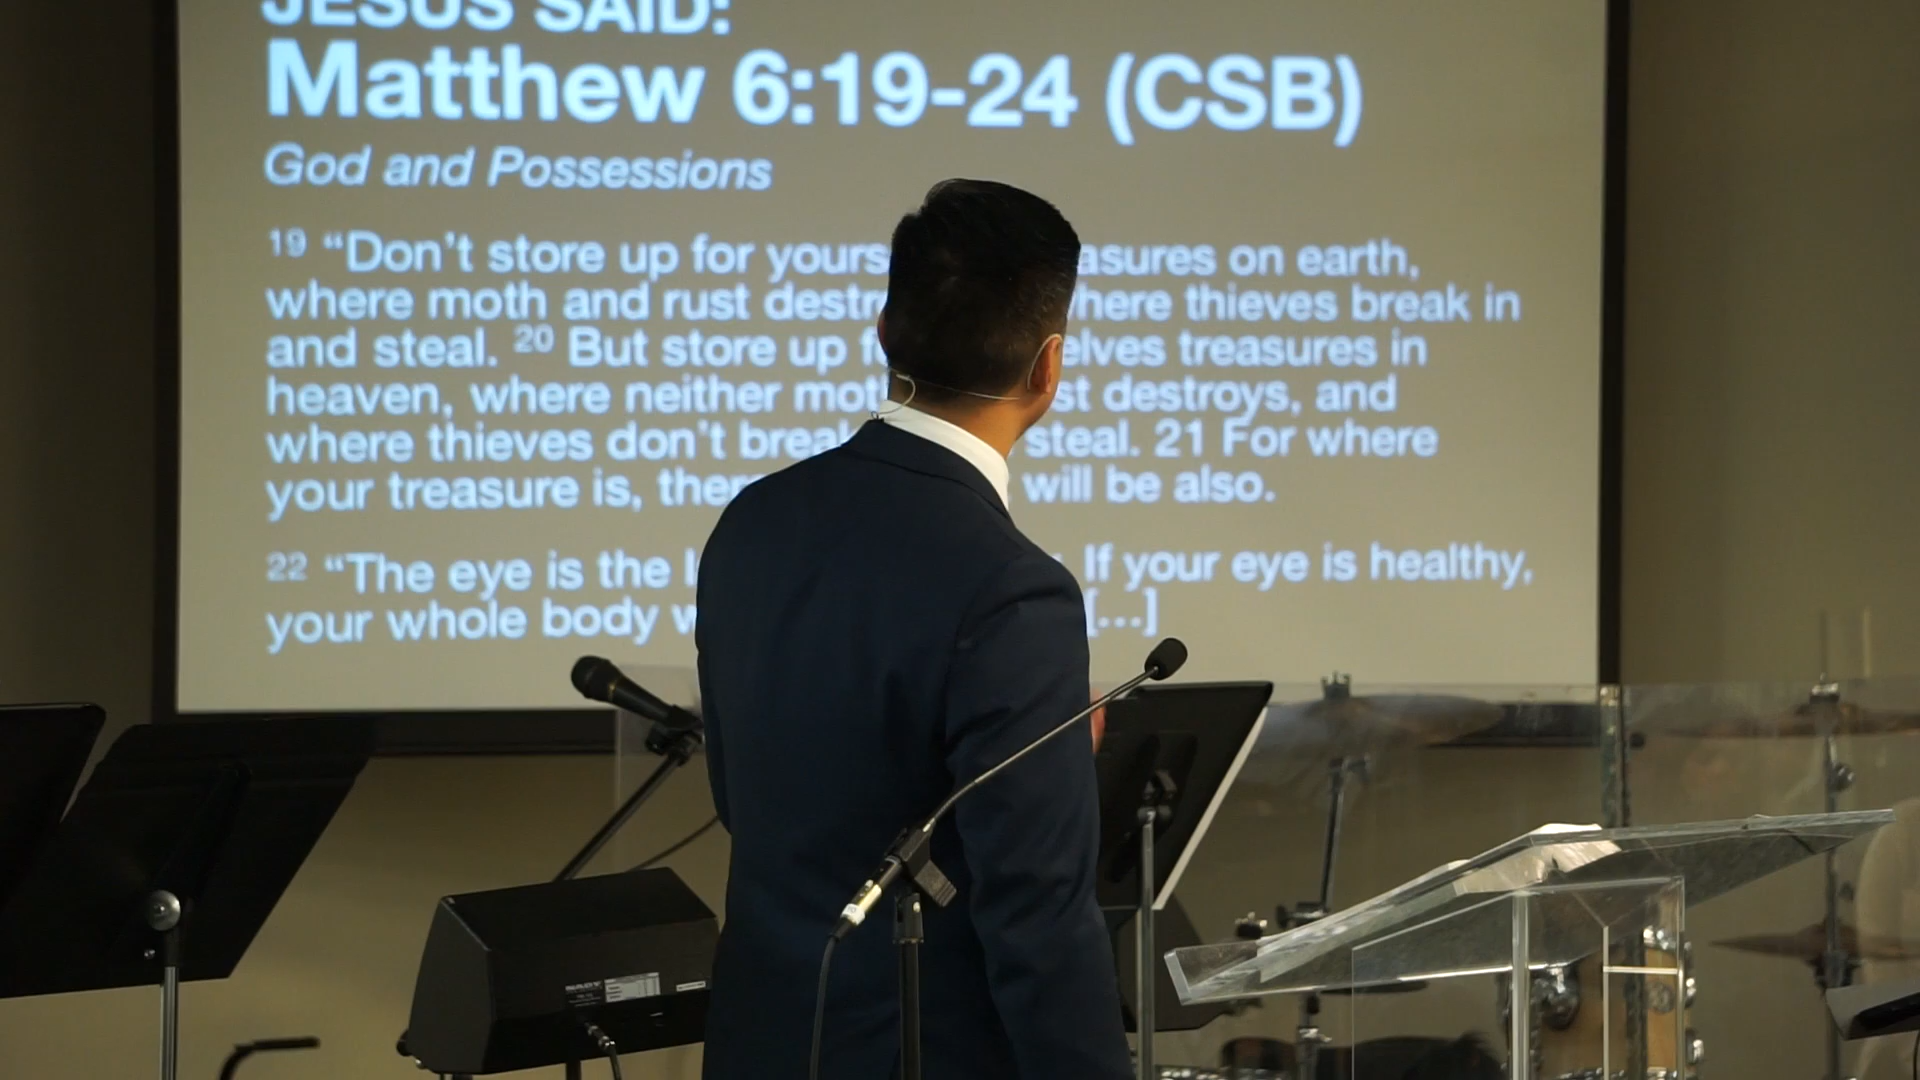 JESUS SAID:
Matthew 6:19-24 (CSB)
God and Possessions
19 “Don’t store up for yours asures on earth,
where moth and rust destr here thieves break in
and steal. 20 But store up f elves treasures in
heaven, where neither mot st destroys, and
where thieves don’t break steal. 21 For where
your treasure is, ther will be also.
22 “The eye is the l If your eye is healthy,
your whole body w [...]